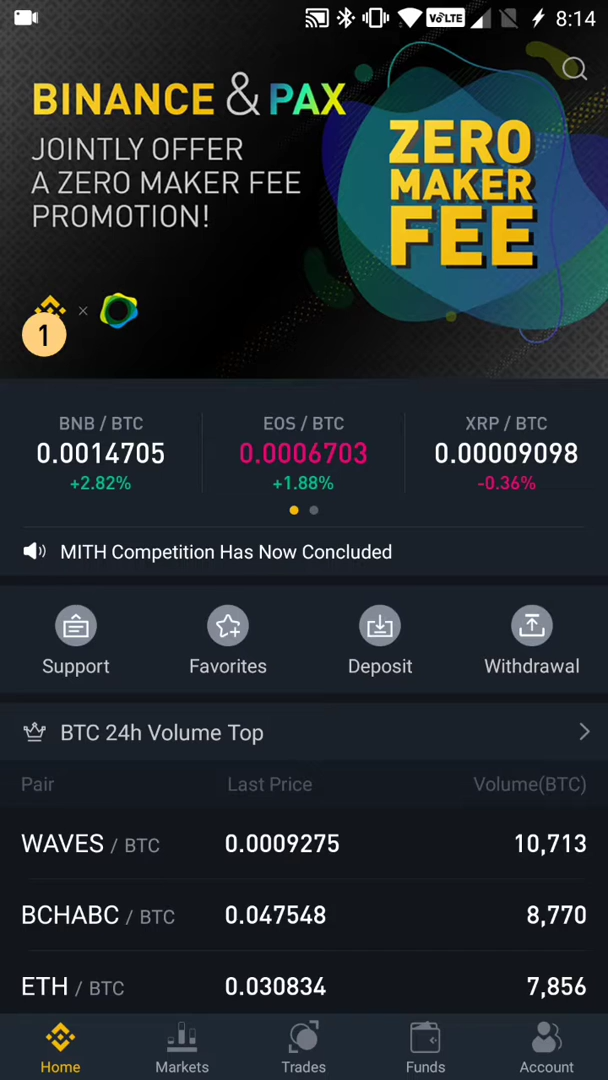 VoLTE 8:14
BINANCE & PAX
JOINTLY OFFER
A ZERO MAKER FEE
PROMOTION!
ZERO
MAKER
FEE
×
1
BNB / BTC EOS / BTC XRP / BTC
0.0014705 0.0006703 0.00009098
+2.82% +1.88% -0.36%
MITH Competition Has Now Concluded
Support Favorites Deposit Withdrawal
BTC 24h Volume Top
Pair Last Price Volume(BTC)
WAVES / BTC 0.0009275 10,713
BCHABC / BTC 0.047548 8,770
ETH / BTC 0.030834 7,856
Home Markets Trades Funds Account